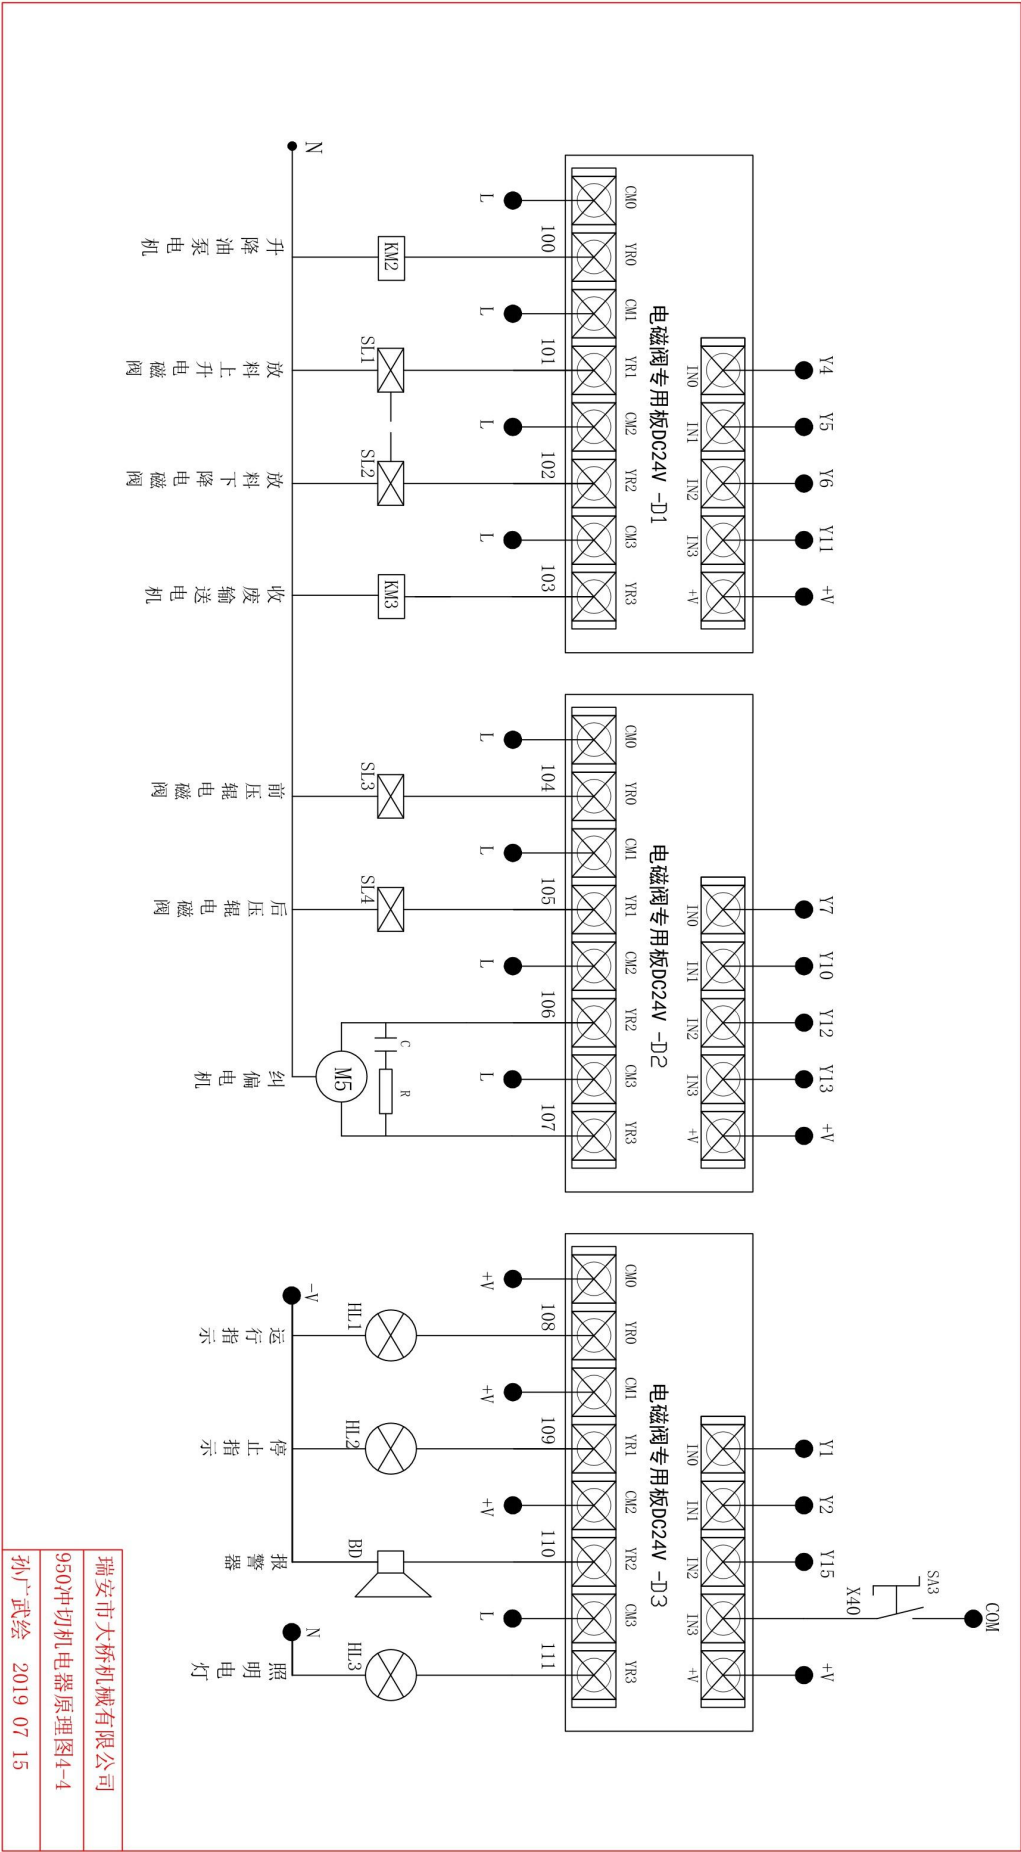 COM
SA3
X40
Y4 Y5 Y6 Y11 +V
IN0 IN1 IN2 IN3 +V
电磁阀专用板DC24V -D1
CM0 YR0 CM1 YR1 CM2 YR2 CM3 YR3
L 100 L 101 L 102 L 103
KM2 SL1 SL2 KM3
N
升降油泵电机
放料上升电磁阀
放料下降电磁阀
收废输送电机
Y7 Y10 Y12 Y13 +V
IN0 IN1 IN2 IN3 +V
电磁阀专用板DC24V -D2
CM0 YR0 CM1 YR1 CM2 YR2 CM3 YR3
L 104 L 105 L 106 L 107
SL3 SL4 C R
M5
前压辊电磁阀
后压辊电磁阀
纠偏电机
Y1 Y2 Y15 +V
IN0 IN1 IN2 IN3 +V
电磁阀专用板DC24V -D3
CM0 YR0 CM1 YR1 CM2 YR2 CM3 YR3
+V 108 +V 109 +V 110 L 111
HL1 HL2 BD HL3
-V N
运行指示
停止指示
报警器
照明电灯
瑞安市大桥机械有限公司
950冲切机电器原理图4-4
孙广武绘 2019 07 15